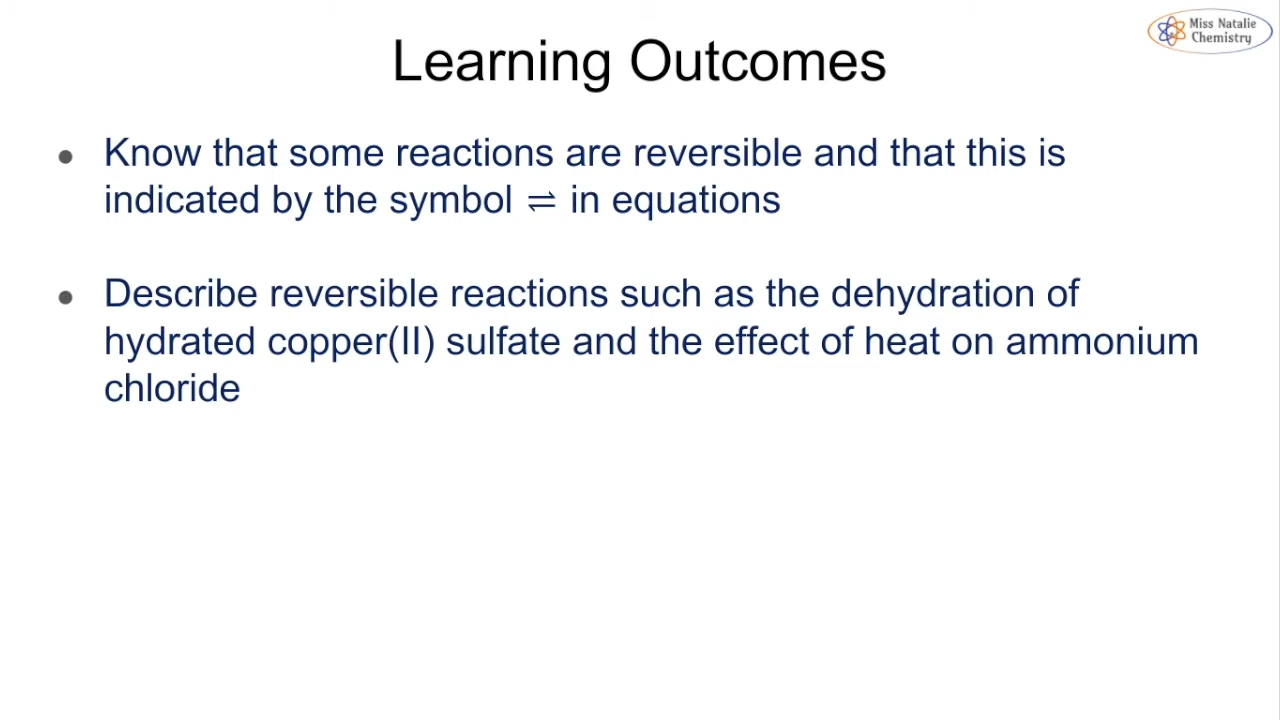 Miss Natalie
Chemistry
Learning Outcomes
● Know that some reactions are reversible and that this is
indicated by the symbol ⇌ in equations
● Describe reversible reactions such as the dehydration of
hydrated copper(II) sulfate and the effect of heat on ammonium
chloride